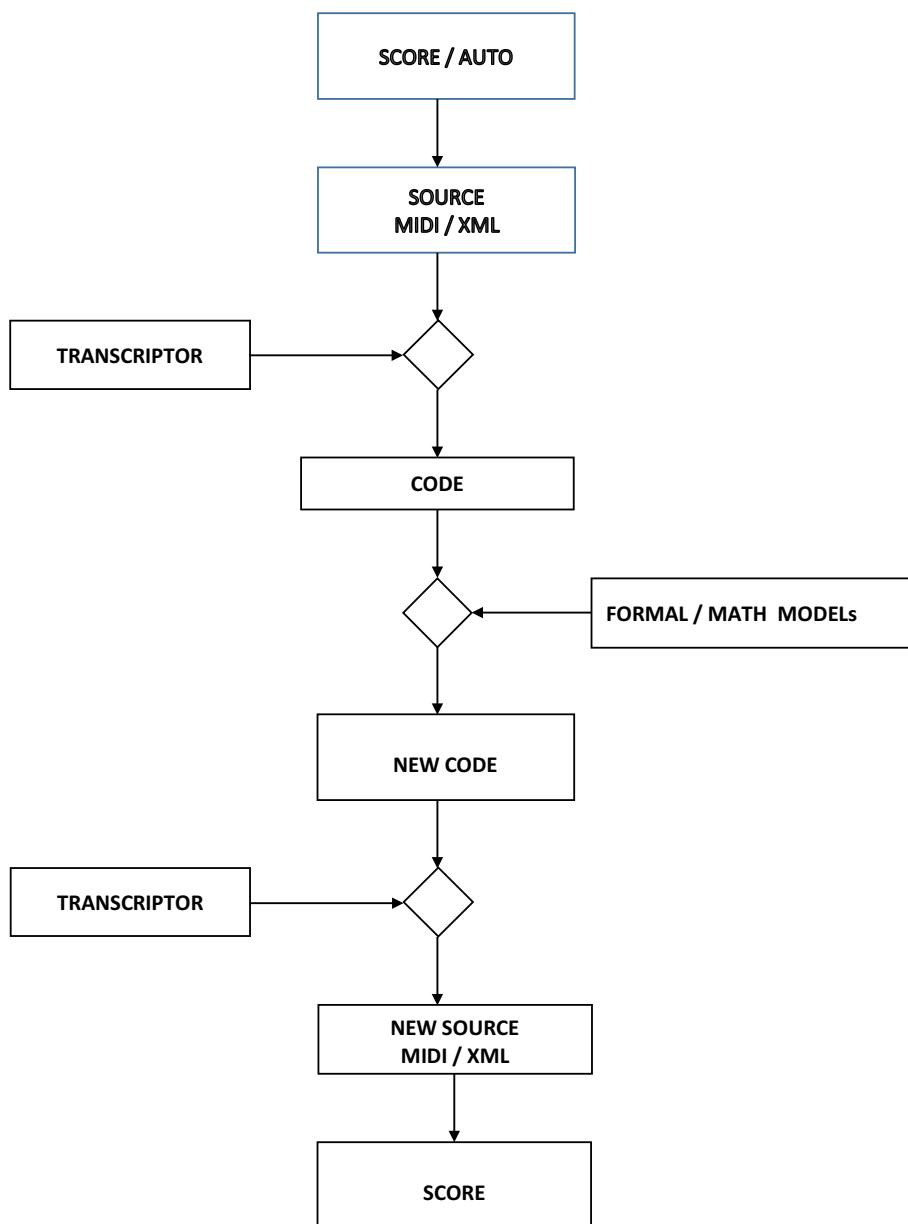 SCORE / AUTO
SOURCE
MIDI / XML
TRANSCRIPTOR
CODE
FORMAL / MATH MODELs
NEW CODE
TRANSCRIPTOR
NEW SOURCE
MIDI / XML
SCORE